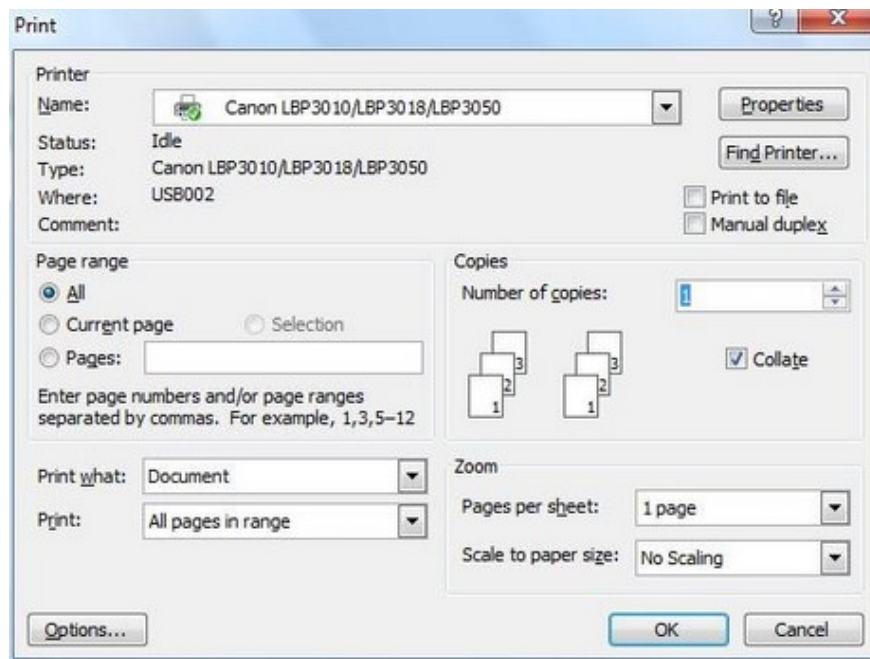 Print
Printer
Name: Canon LBP3010/LBP3018/LBP3050 Properties
Status: Idle
Find Printer...
Type: Canon LBP3010/LBP3018/LBP3050
Where: USB002
Print to file
Comment:
Manual duplex
Page range
All
Current page Selection
Pages:
Enter page numbers and/or page ranges
separated by commas. For example, 1,3,5–12
Copies
Number of copies: 1
3 3
2 2
1 1
Collate
Print what: Document
Print: All pages in range
Zoom
Pages per sheet: 1 page
Scale to paper size: No Scaling
Options... OK Cancel